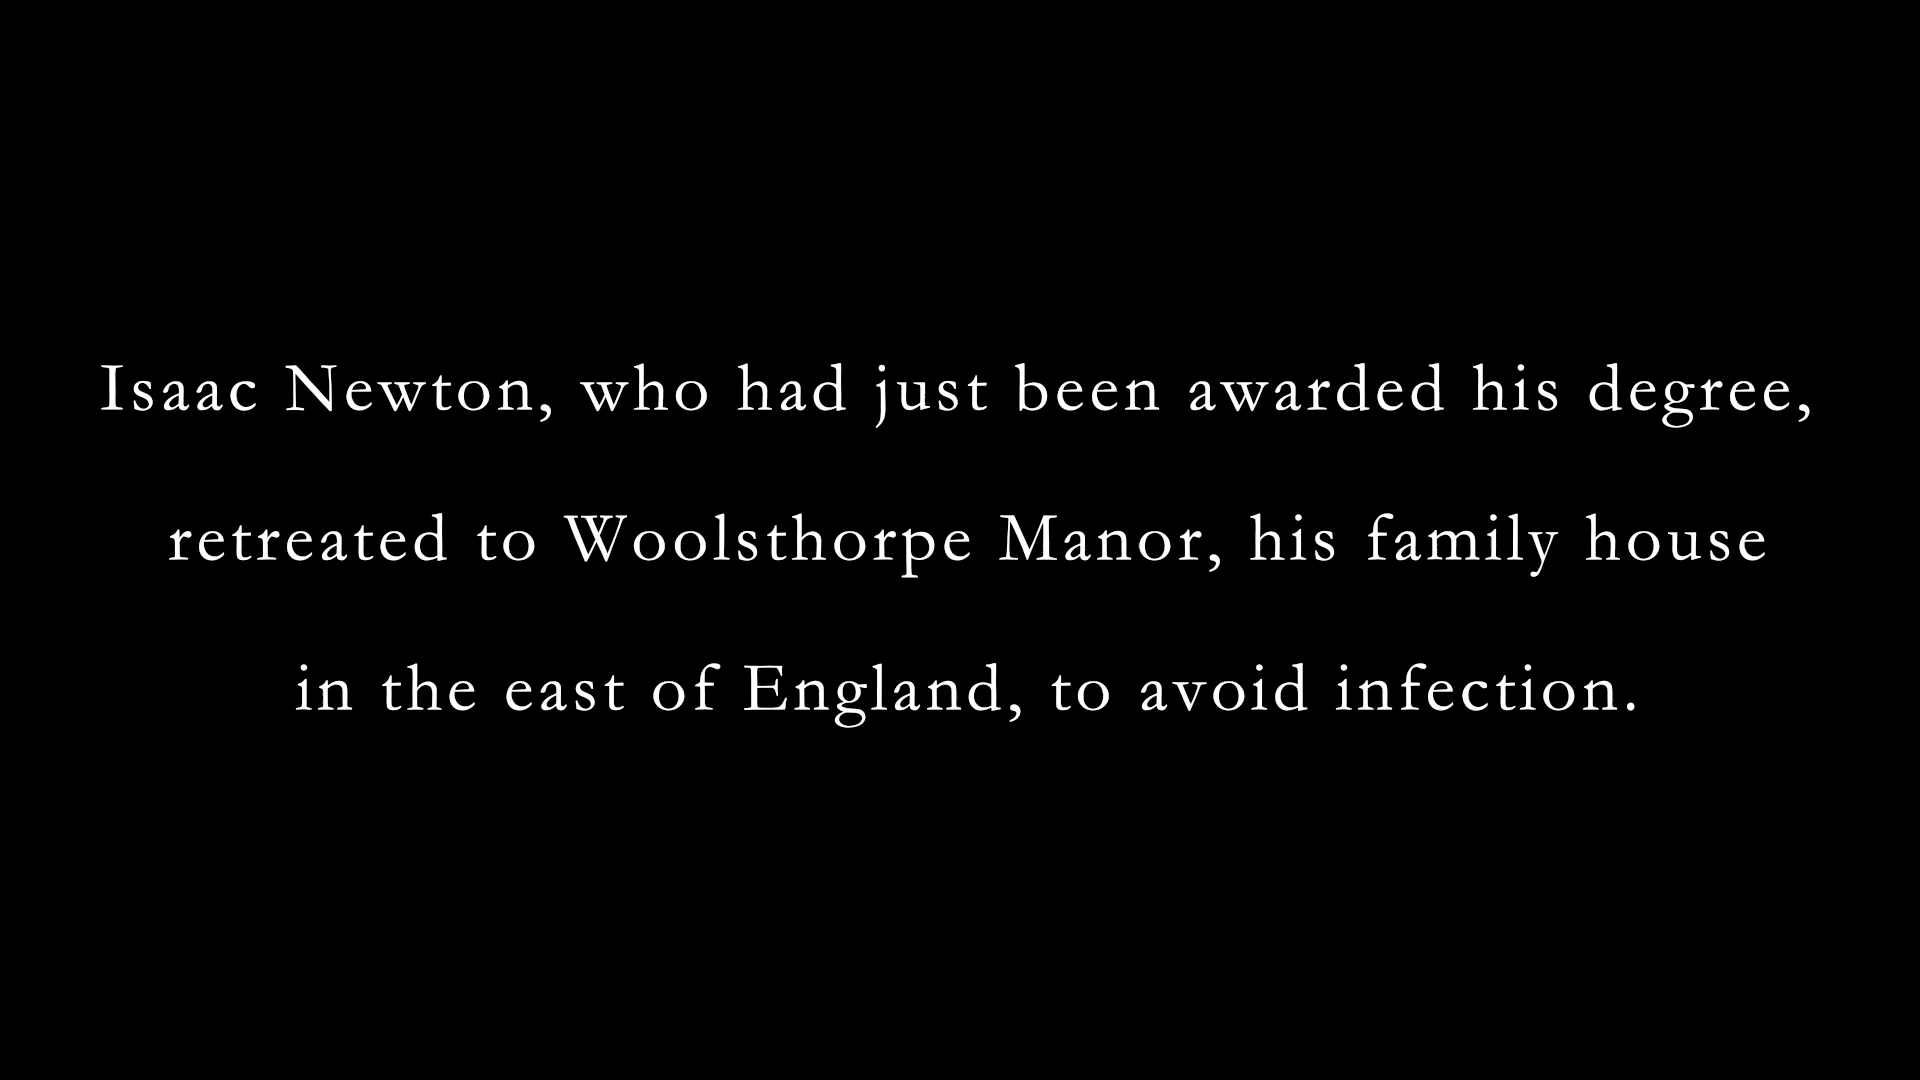 Isaac Newton, who had just been awarded his degree,
retreated to Woolsthorpe Manor, his family house
in the east of England, to avoid infection.